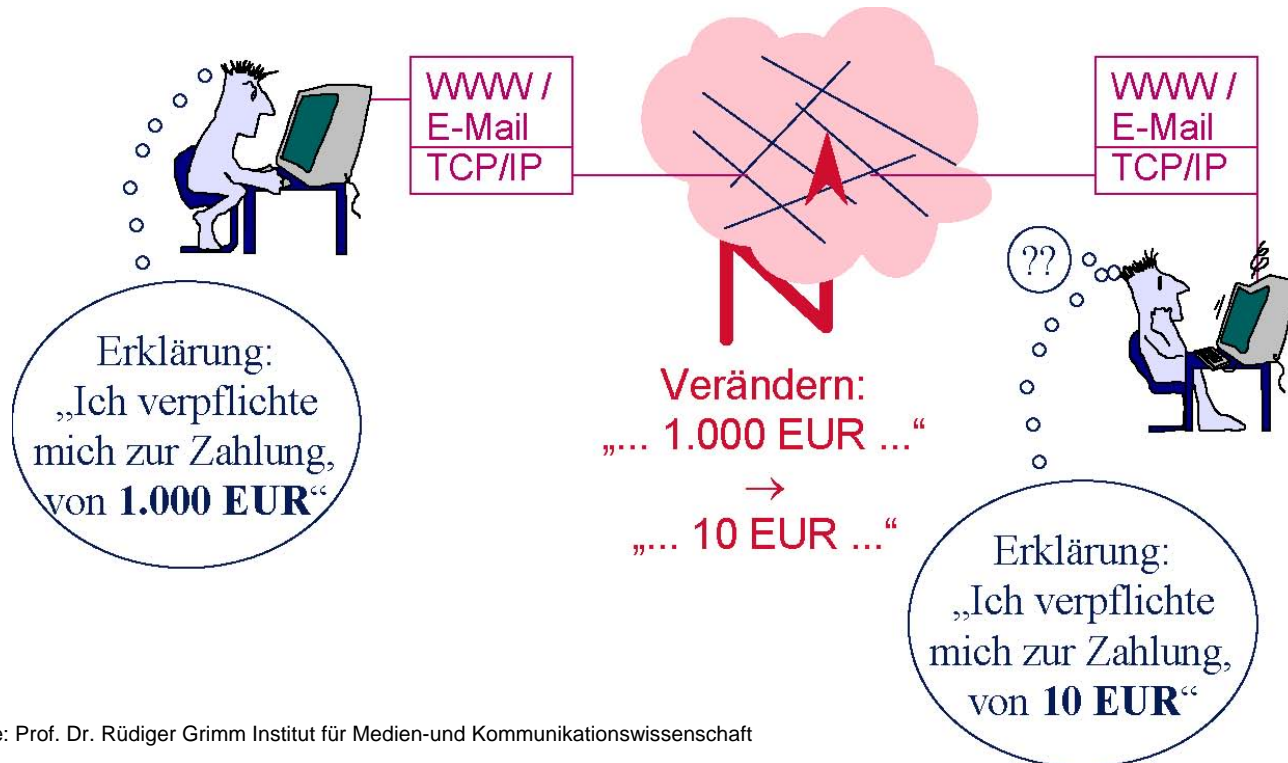 WWW /
E-Mail
TCP/IP
WWW /
E-Mail
TCP/IP
??
Erklärung:
„Ich verpflichte
mich zur Zahlung,
von 1.000 EUR“
Verändern:
„... 1.000 EUR ...“
→
„... 10 EUR ...“
Erklärung:
„Ich verpflichte
mich zur Zahlung,
von 10 EUR“
: Prof. Dr. Rüdiger Grimm Institut für Medien-und Kommunikationswissenschaft